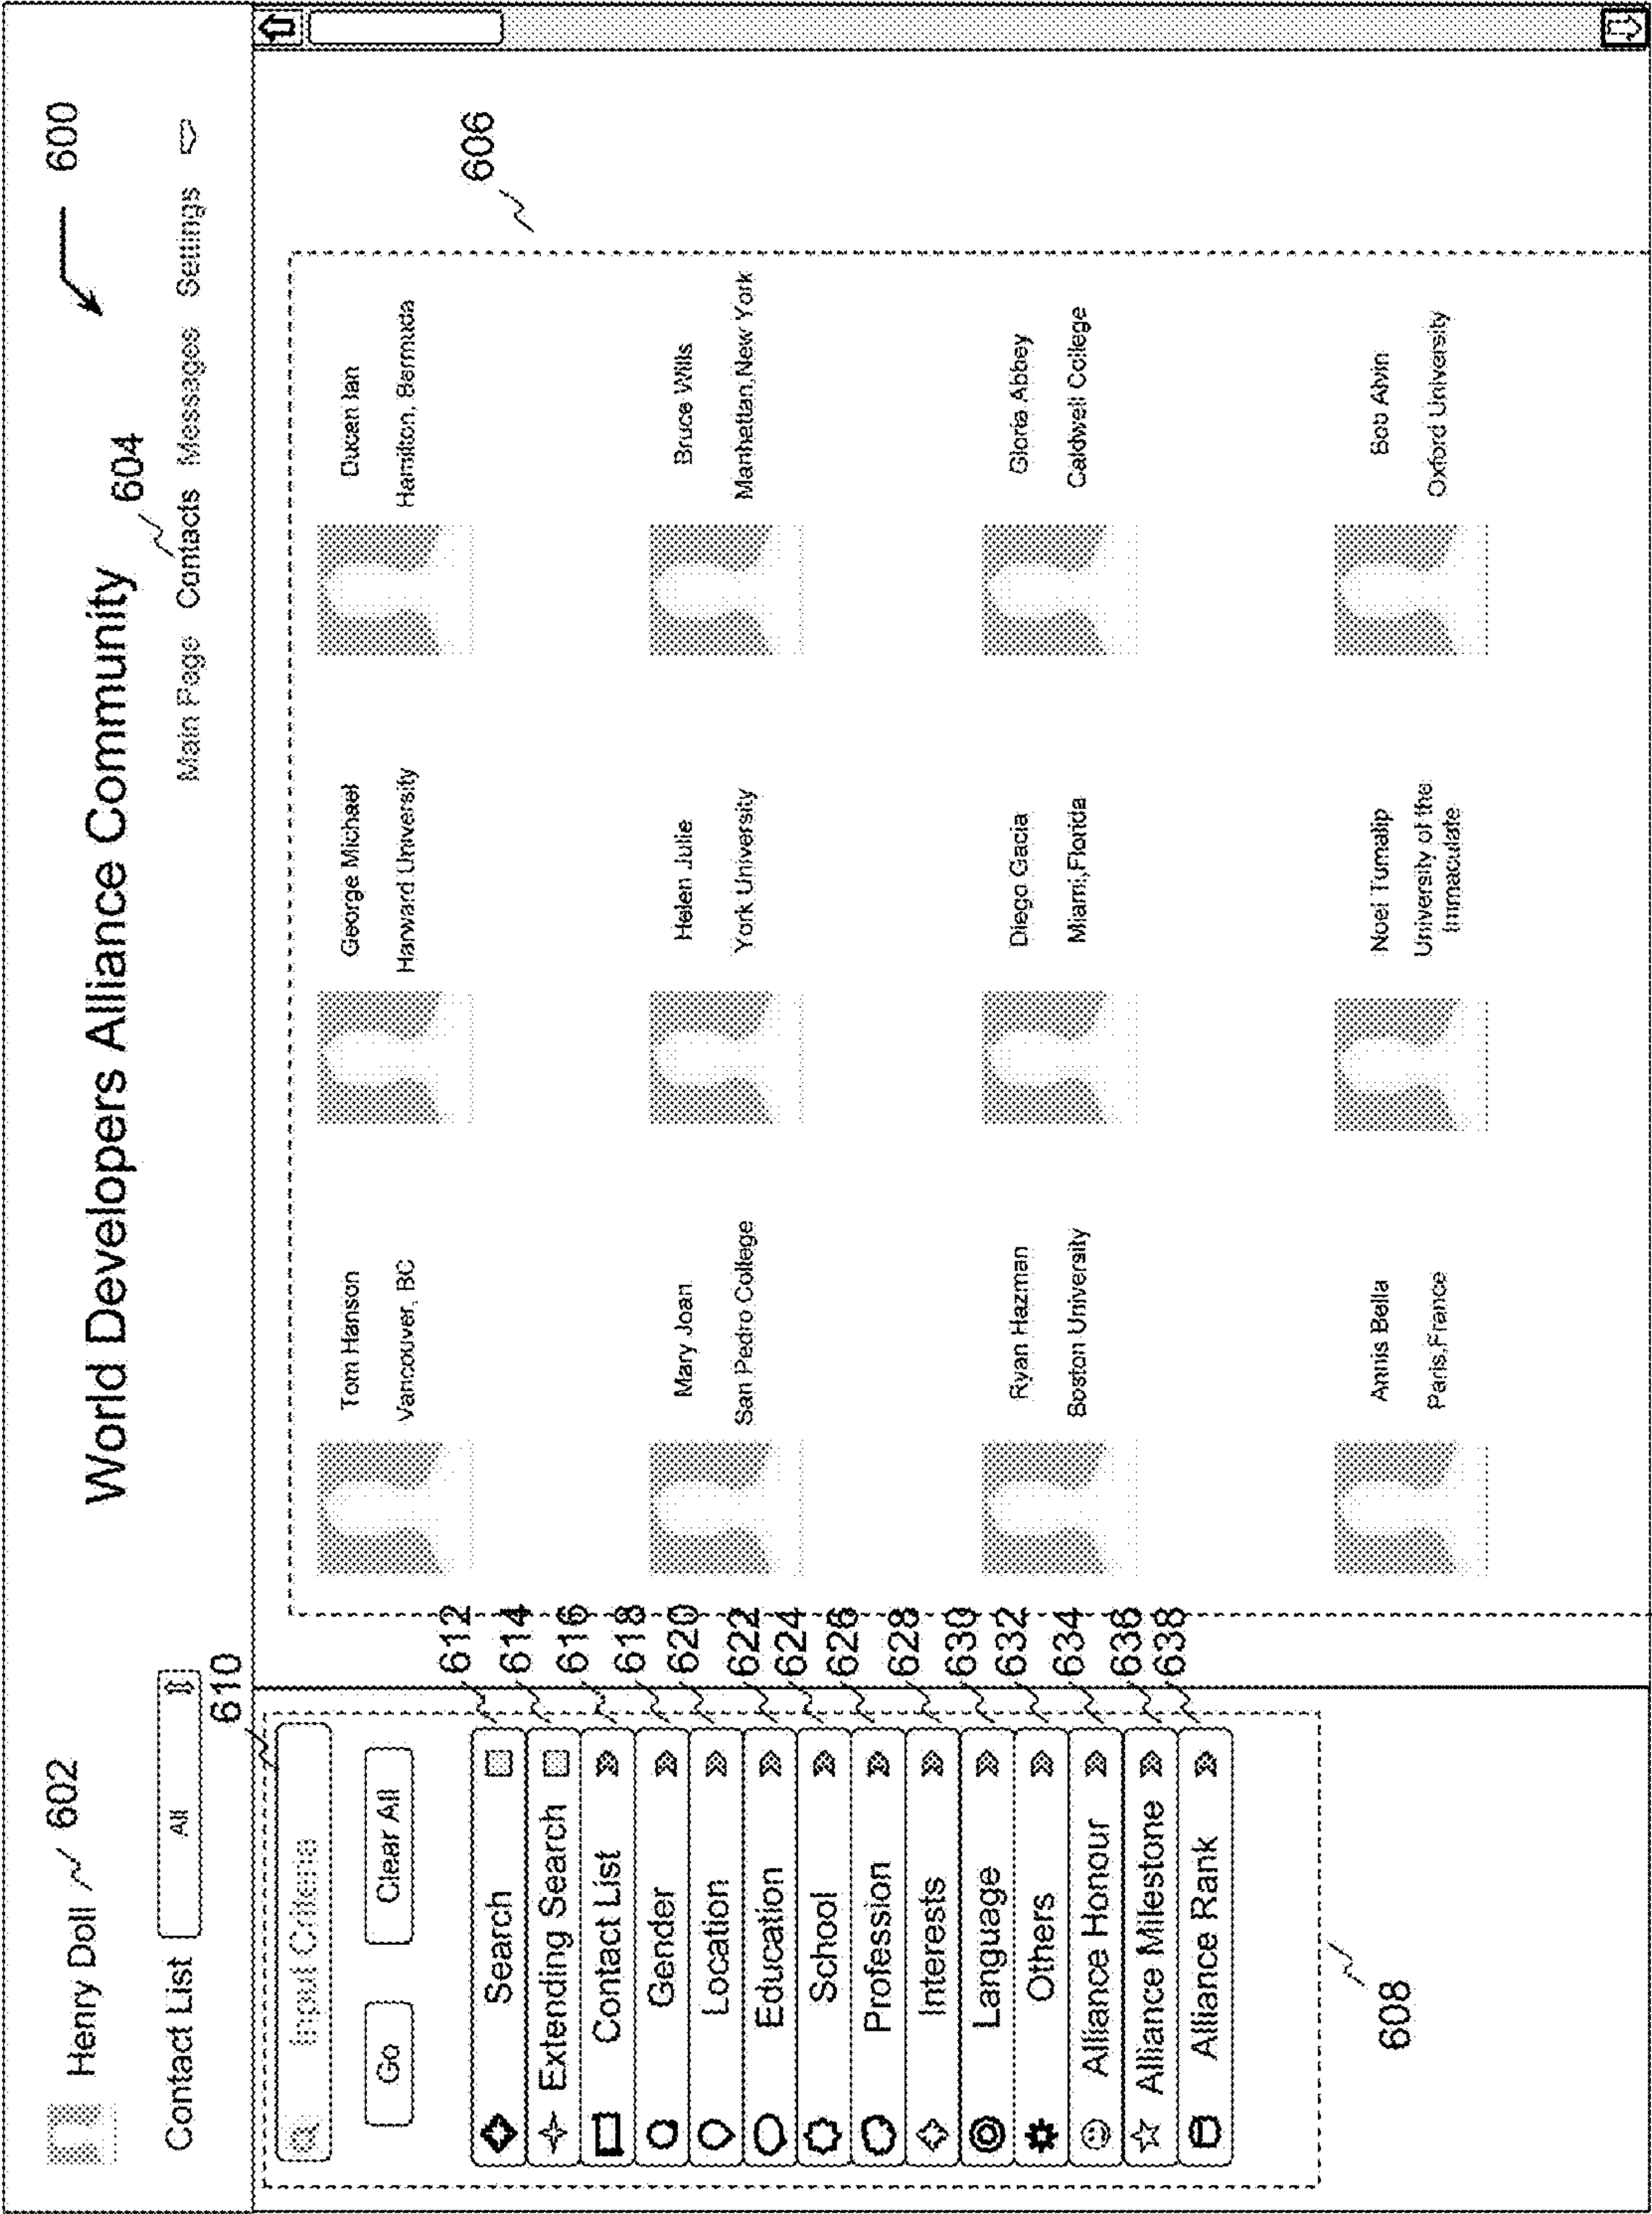 Henry Doll 602
World Developers Alliance Community
600
604
Contact List All
Main Page Contacts Messages Settings
610
Input Criteria
Go Clear All
Search 612
Extending Search 614
Contact List 616
Gender 618
Location 620
Education 622
School 624
Profession 626
Interests 628
Language 630
Others 632
Alliance Honour 634
Alliance Milestone 636
Alliance Rank 638
608
606
Tom Hanson
Vancouver, BC
George Michael
Harward University
Ducan Ian
Hamilton, Bermuda
Mary Joan
San Pedro College
Helen Julie
York University
Bruce Wills
Manhattan,New York
Ryan Hazman
Boston University
Diego Gacia
Miami,Florida
Gloria Abbey
Caldwell College
Annis Bella
Paris,France
Noel Tumalip
University of the
Immaculate
Bob Alvin
Oxford University